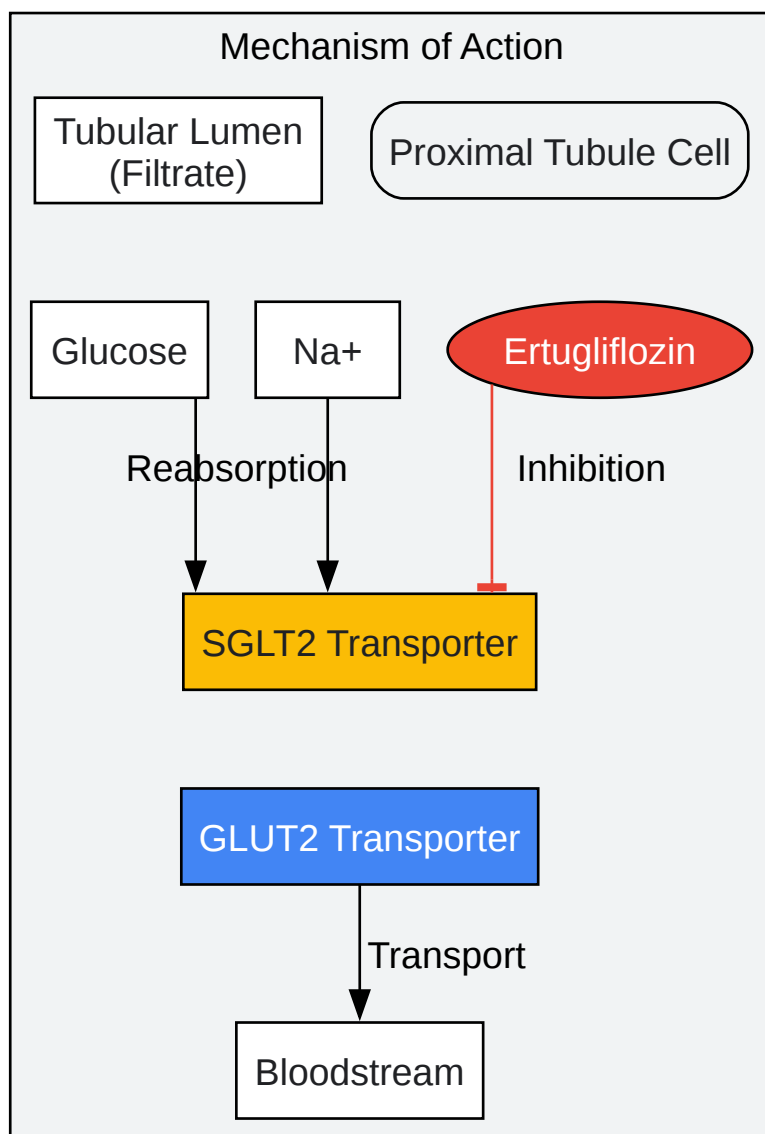 Mechanism of Action
Tubular Lumen
(Filtrate)
Proximal Tubule Cell
Glucose
Na+
Ertugliflozin
Reabsorption
Inhibition
SGLT2 Transporter
GLUT2 Transporter
Transport
Bloodstream